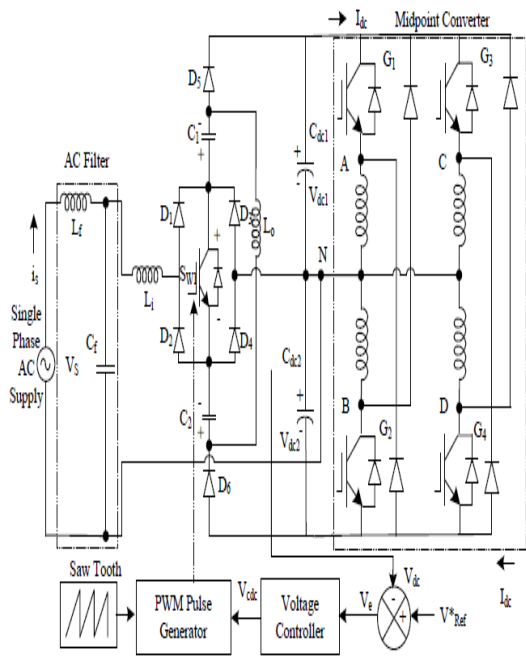 I_dc
Midpoint Converter
G_1
G_3
D_5
C_1
-
+
C_dc1
+
-
V_dc1
A
C
AC Filter
L_f
D_1
D_3
L_o
+
i_s
S_W1
N
L_i
-
Single
Phase
AC
Supply
V_S
C_f
D_2
D_4
C_dc2
C_2
-
+
+
-
V_dc2
B
D
G_2
G_4
D_6
Saw Tooth
PWM Pulse
Generator
V_cdc
Voltage
Controller
V_e
-
+
V_dc
V*_Ref
I_dc